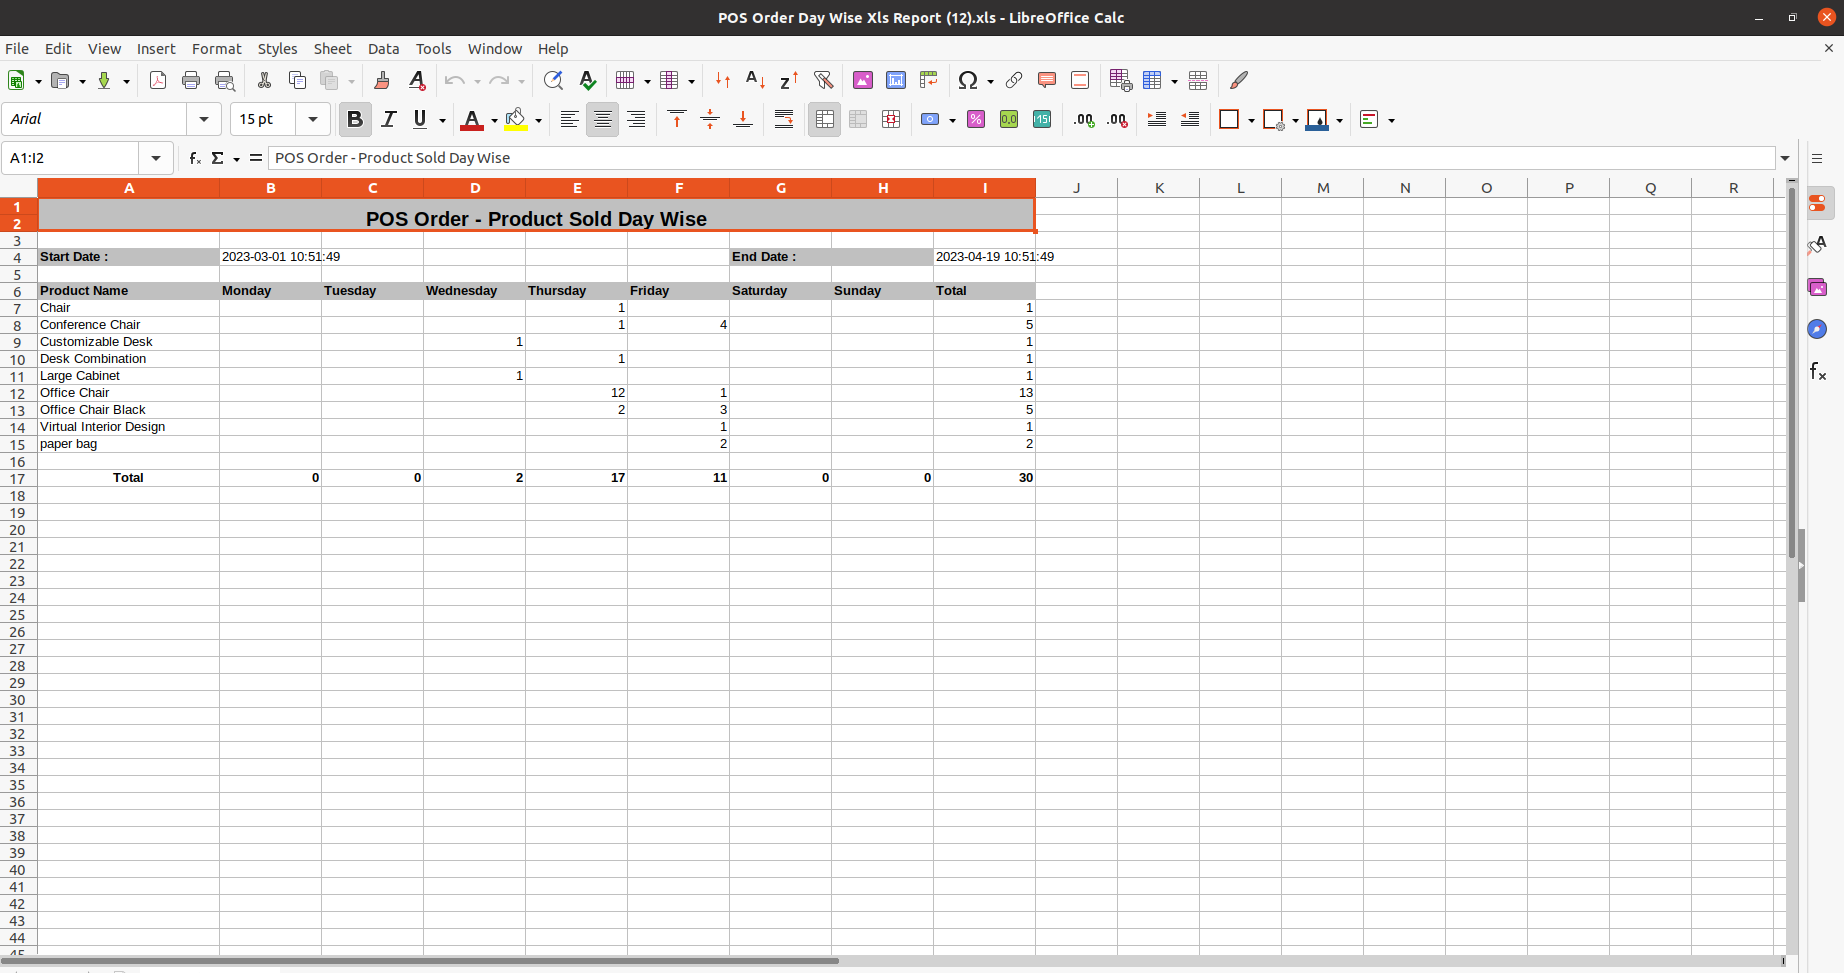 POS Order Day Wise Xls Report (12).xls - LibreOffice Calc
File Edit View Insert Format Styles Sheet Data Tools Window Help
Arial 15 pt
A1:I2 POS Order - Product Sold Day Wise
A B C D E F G H I J K L M N O P Q R
1
2 POS Order - Product Sold Day Wise
3
4 Start Date : 2023-03-01 10:51:49 End Date : 2023-04-19 10:51:49
5
6 Product Name Monday Tuesday Wednesday Thursday Friday Saturday Sunday Total
7 Chair 1 1
8 Conference Chair 1 4 5
9 Customizable Desk 1 1
10 Desk Combination 1 1
11 Large Cabinet 1 1
12 Office Chair 12 1 13
13 Office Chair Black 2 3 5
14 Virtual Interior Design 1 1
15 paper bag 2 2
16
17 Total 0 0 2 17 11 0 0 30
18
19
20
21
22
23
24
25
26
27
28
29
30
31
32
33
34
35
36
37
38
39
40
41
42
43
44
45